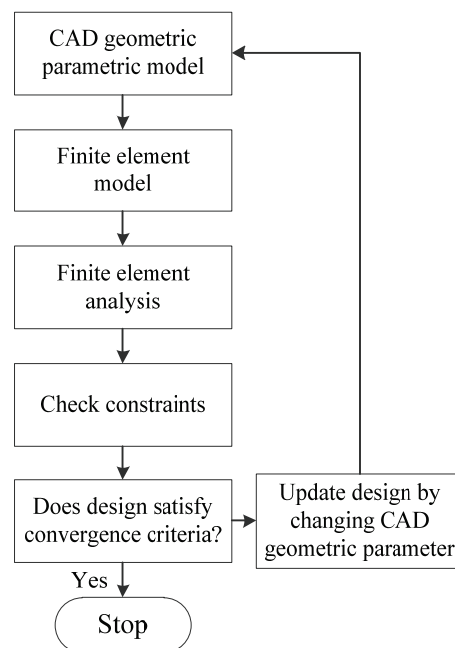 CAD geometric
parametric model
Finite element
model
Finite element
analysis
Check constraints
Does design satisfy
convergence criteria?
Update design by
changing CAD
geometric parameter
Yes
Stop